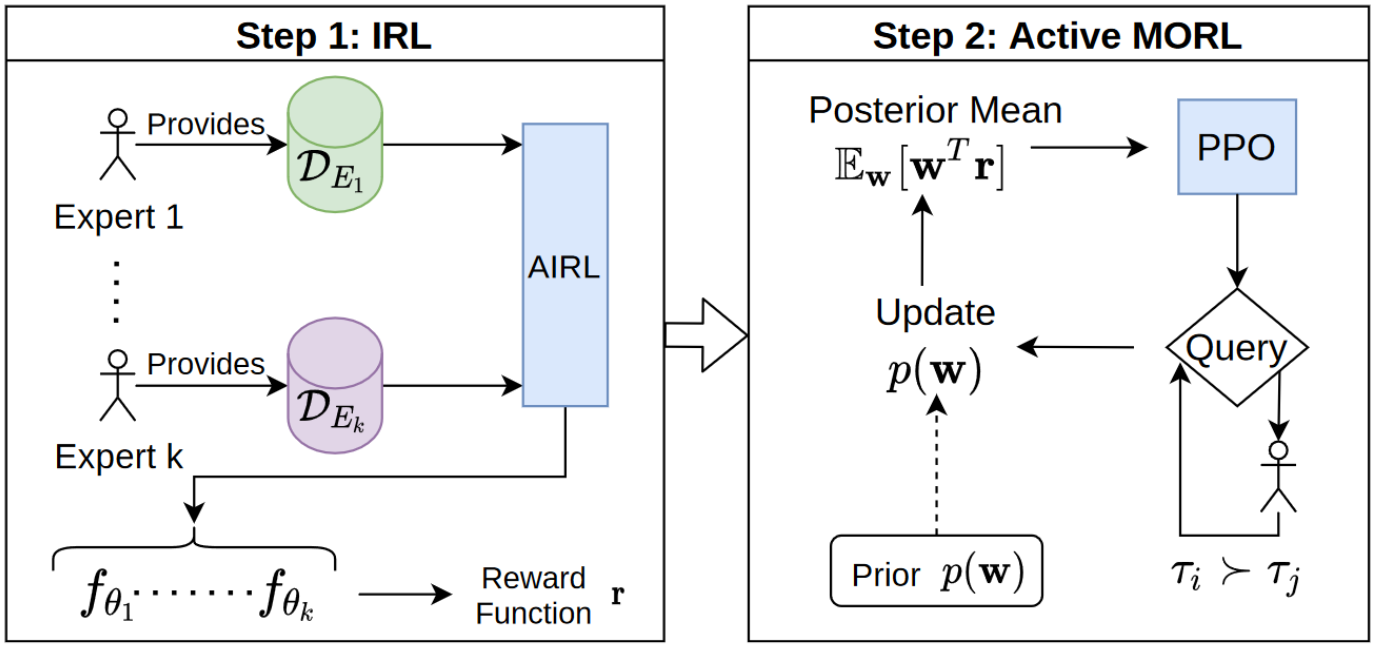 Step 1: IRL
Provides
$\mathcal{D}_{E_1}$
Expert 1
AIRL
Provides
$\mathcal{D}_{E_k}$
Expert k
$f_{\theta_1} \cdots\cdots\cdot f_{\theta_k}$
Reward
Function $\mathbf{r}$
Step 2: Active MORL
Posterior Mean
$\mathbb{E}_{\mathbf{w}}[\mathbf{w}^T \mathbf{r}]$
PPO
Update
$p(\mathbf{w})$
Query
Prior $p(\mathbf{w})$
$\tau_i \succ \tau_j$